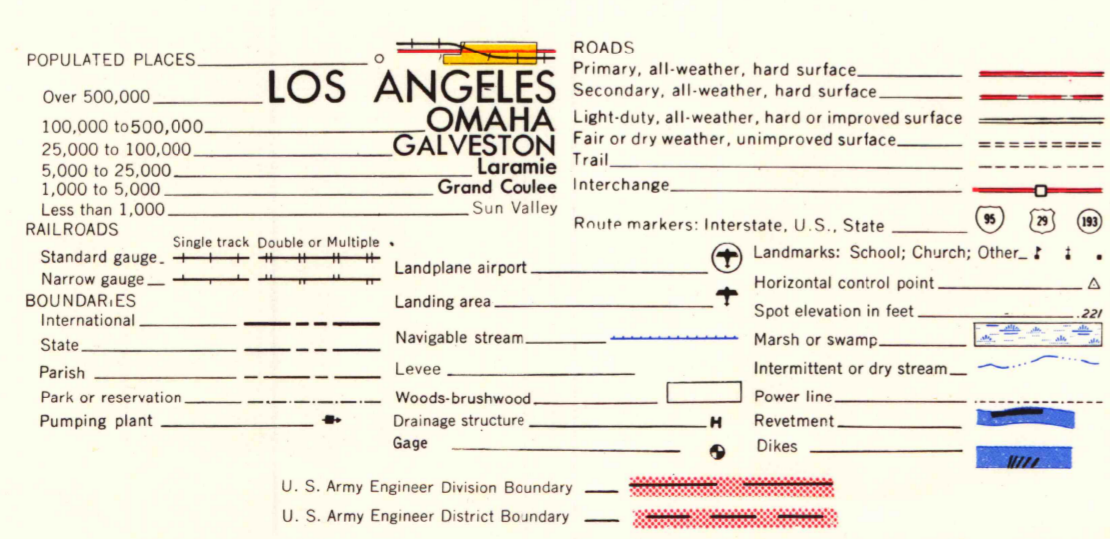 POPULATED PLACES
Over 500,000 LOS ANGELES
100,000 to 500,000 OMAHA
25,000 to 100,000 GALVESTON
5,000 to 25,000 Laramie
1,000 to 5,000 Grand Coulee
Less than 1,000 Sun Valley
RAILROADS
Single track Double or Multiple
Standard gauge
Narrow gauge
BOUNDARIES
International
State
Parish
Park or reservation
Pumping plant
ROADS
Primary, all-weather, hard surface
Secondary, all-weather, hard surface
Light-duty, all-weather, hard or improved surface
Fair or dry weather, unimproved surface
Trail
Interchange
Route markers: Interstate, U.S., State 95 29 193
Landplane airport
Landing area
Navigable stream
Levee
Woods-brushwood
Drainage structure H
Gage
Landmarks: School; Church; Other
Horizontal control point
Spot elevation in feet .221
Marsh or swamp
Intermittent or dry stream
Power line
Revetment
Dikes
U. S. Army Engineer Division Boundary
U. S. Army Engineer District Boundary